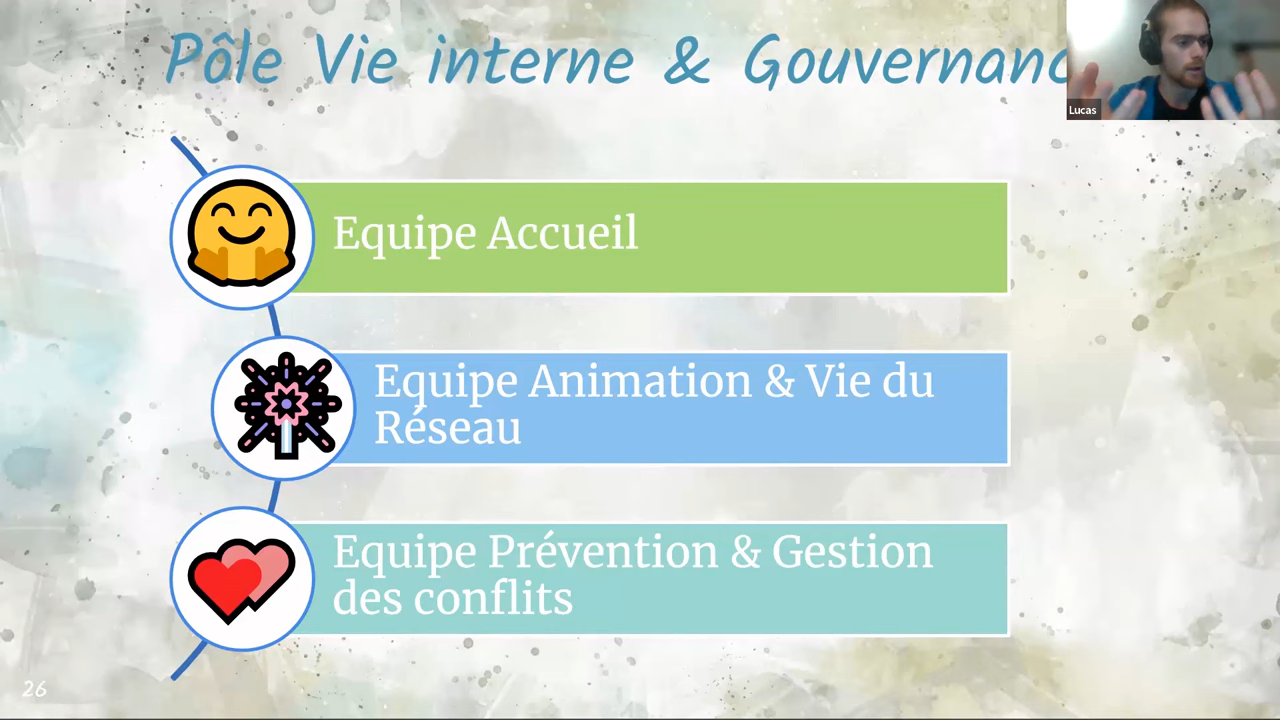 Pôle Vie interne & Gouvernanc
Lucas
Equipe Accueil
Equipe Animation & Vie du
Réseau
Equipe Prévention & Gestion
des conflits
26